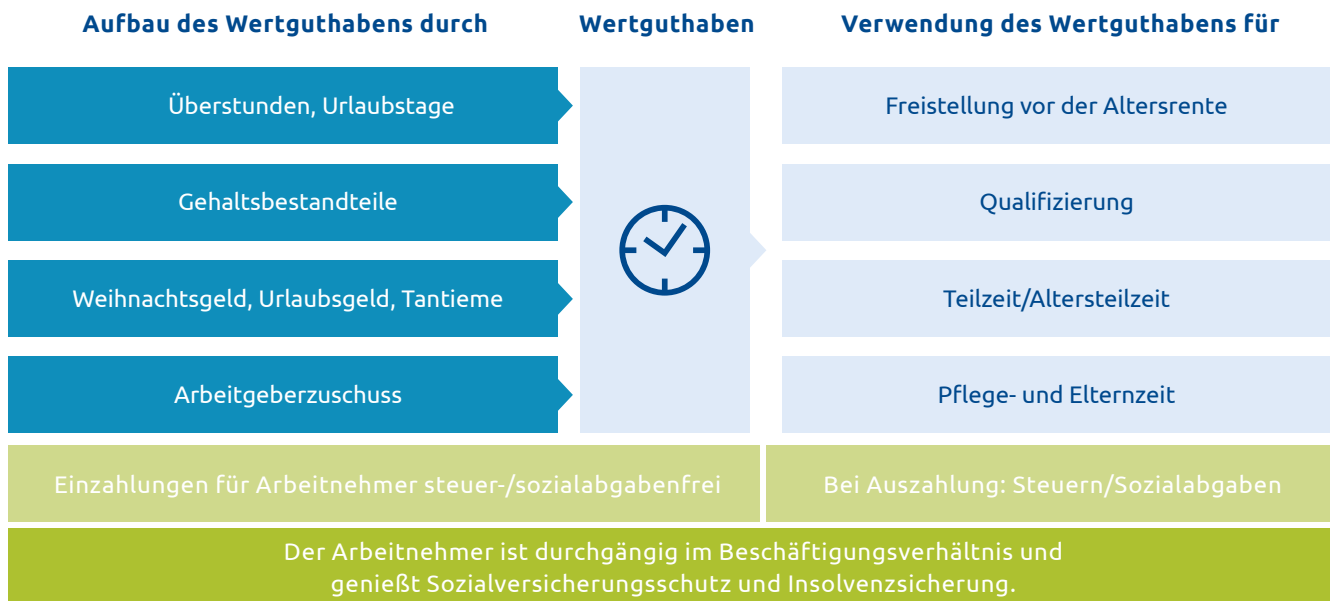 Aufbau des Wertguthabens durch
Wertguthaben
Verwendung des Wertguthabens für
Überstunden, Urlaubstage
Freistellung vor der Altersrente
Gehaltsbestandteile
Qualifizierung
Weihnachtsgeld, Urlaubsgeld, Tantieme
Teilzeit/Altersteilzeit
Arbeitgeberzuschuss
Pflege- und Elternzeit
Einzahlungen für Arbeitnehmer steuer-/sozialabgabenfrei
Bei Auszahlung: Steuern/Sozialabgaben
Der Arbeitnehmer ist durchgängig im Beschäftigungsverhältnis und
genießt Sozialversicherungsschutz und Insolvenzsicherung.